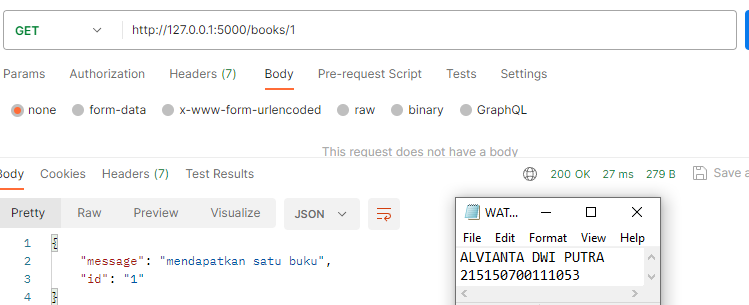 GET http://127.0.0.1:5000/books/1
Params Authorization Headers (7) Body Pre-request Script Tests Settings
none form-data x-www-form-urlencoded raw binary GraphQL
This request does not have a body
Body Cookies Headers (7) Test Results 200 OK 27 ms 279 B Save a
Pretty Raw Preview Visualize JSON
1 {
2 "message": "mendapatkan satu buku",
3 "id": "1"
4 }
WAT...
File Edit Format View Help
ALVIANTA DWI PUTRA
215150700111053